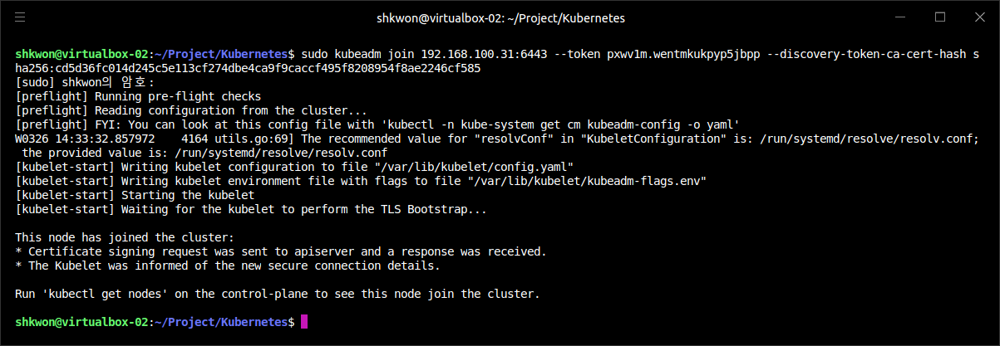 shkwon@virtualbox-02: ~/Project/Kubernetes
shkwon@virtualbox-02:~/Project/Kubernetes$ sudo kubeadm join 192.168.100.31:6443 --token pxwv1m.wentmkukpyp5jbpp --discovery-token-ca-cert-hash s
ha256:cd5d36fc014d245c5e113cf274dbe4ca9f9caccf495f8208954f8ae2246cf585
[sudo] shkwon의 암호:
[preflight] Running pre-flight checks
[preflight] Reading configuration from the cluster...
[preflight] FYI: You can look at this config file with 'kubectl -n kube-system get cm kubeadm-config -o yaml'
W0326 14:33:32.857972    4164 utils.go:69] The recommended value for "resolvConf" in "KubeletConfiguration" is: /run/systemd/resolve/resolv.conf;
 the provided value is: /run/systemd/resolve/resolv.conf
[kubelet-start] Writing kubelet configuration to file "/var/lib/kubelet/config.yaml"
[kubelet-start] Writing kubelet environment file with flags to file "/var/lib/kubelet/kubeadm-flags.env"
[kubelet-start] Starting the kubelet
[kubelet-start] Waiting for the kubelet to perform the TLS Bootstrap...
This node has joined the cluster:
* Certificate signing request was sent to apiserver and a response was received.
* The Kubelet was informed of the new secure connection details.
Run 'kubectl get nodes' on the control-plane to see this node join the cluster.
shkwon@virtualbox-02:~/Project/Kubernetes$